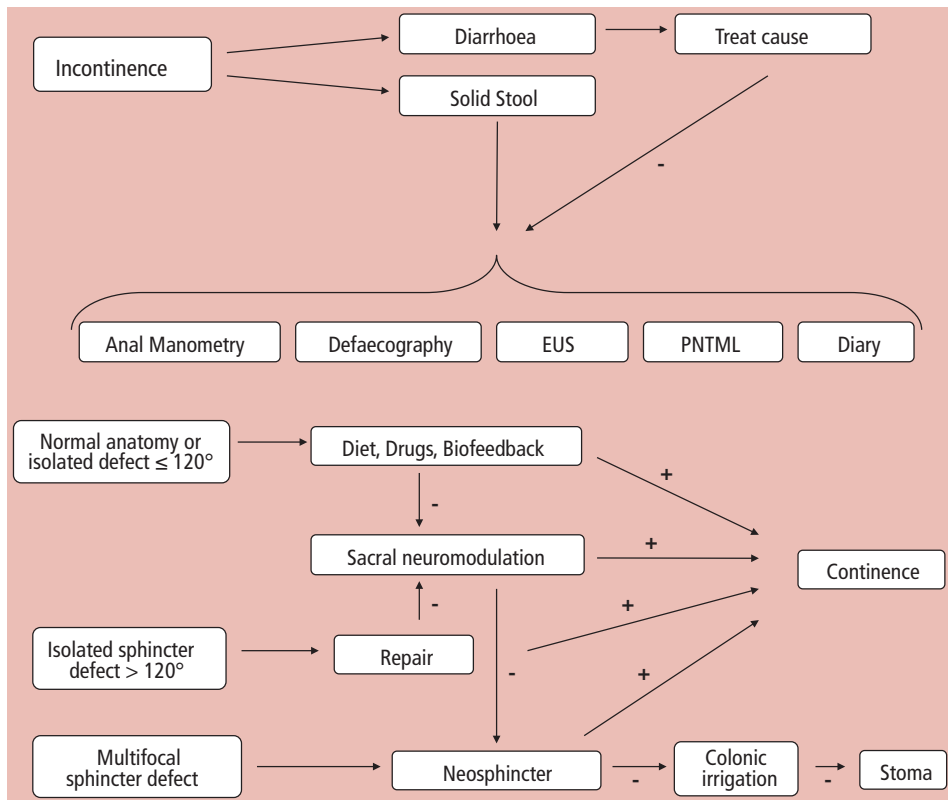 Incontinence
Diarrhoea
Treat cause
Solid Stool
-
Anal Manometry
Defaecography
EUS
PNTML
Diary
Normal anatomy or
isolated defect ≤ 120°
Diet, Drugs, Biofeedback
+
-
Sacral neuromodulation
+
Continence
-
+
Isolated sphincter
defect > 120°
Repair
-
+
Multifocal
sphincter defect
Neosphincter
-
Colonic
irrigation
-
Stoma